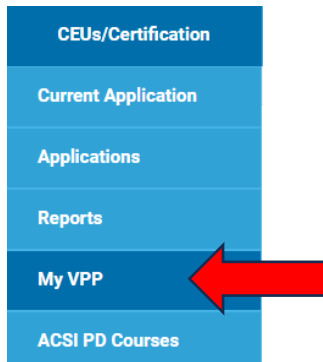 CEUs/Certification
Current Application
Applications
Reports
My VPP
ACSI PD Courses